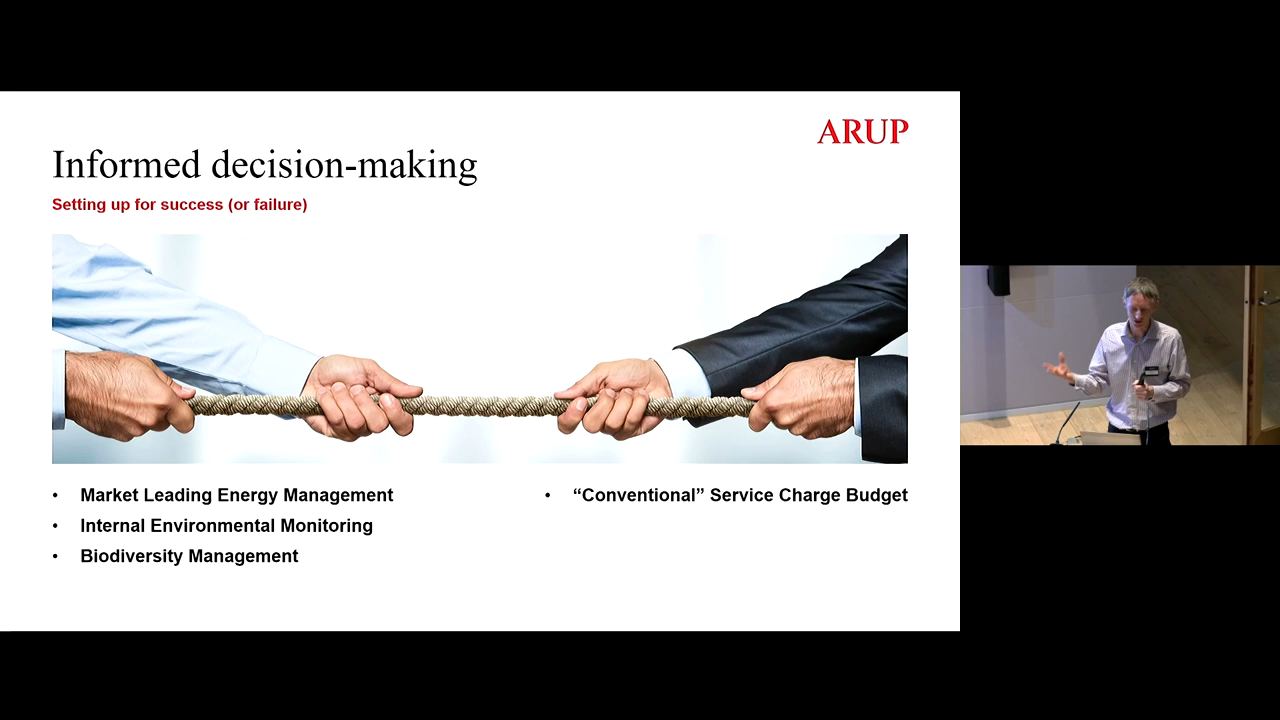 ARUP
Informed decision-making
Setting up for success (or failure)
• Market Leading Energy Management
• Internal Environmental Monitoring
• Biodiversity Management
• “Conventional” Service Charge Budget